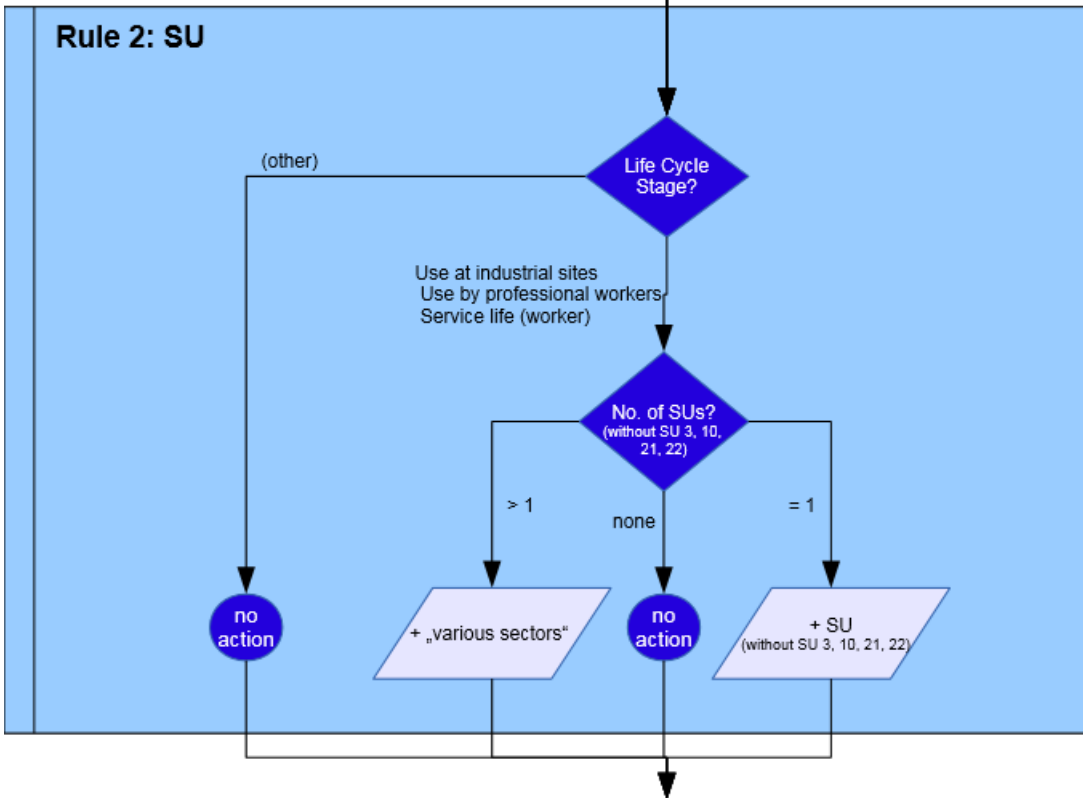 Rule 2: SU
(other)
Life Cycle
Stage?
Use at industrial sites
Use by professional workers
Service life (worker)
No. of SUs?
(without SU 3, 10,
21, 22)
> 1
none
= 1
no
action
+ „various sectors“
no
action
+ SU
(without SU 3, 10, 21, 22)